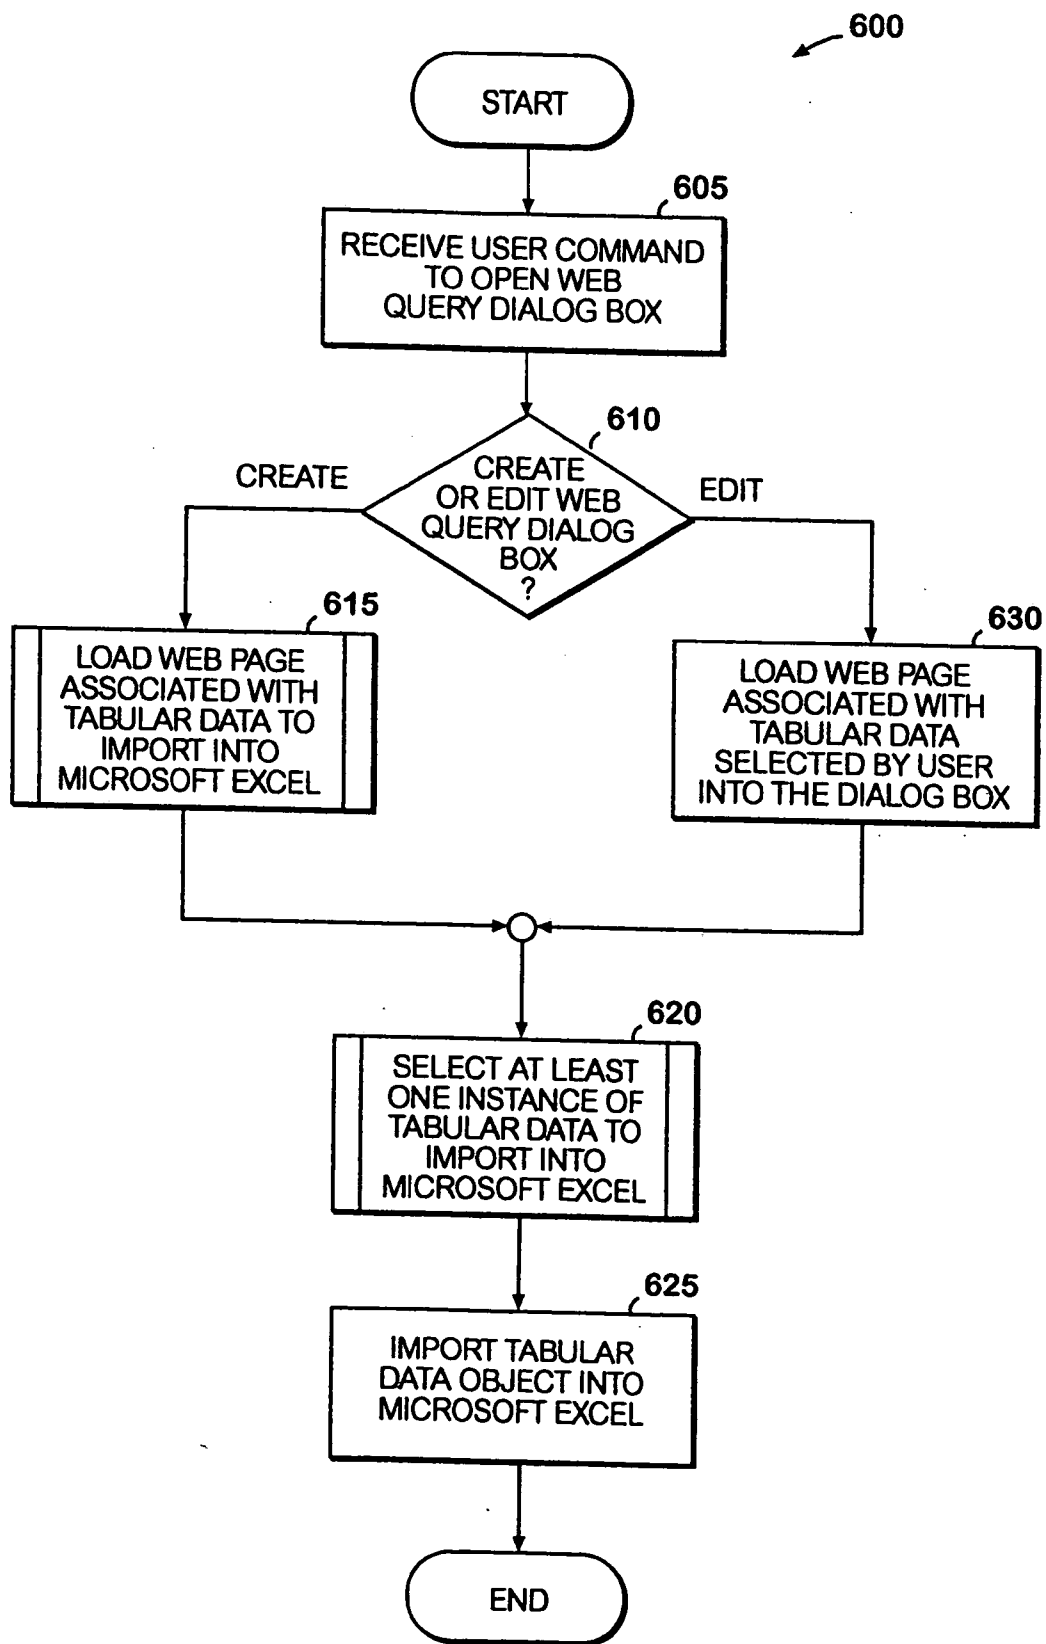 600
START
605
RECEIVE USER COMMAND
TO OPEN WEB
QUERY DIALOG BOX
610
CREATE
OR EDIT WEB
QUERY DIALOG
BOX
?
CREATE
EDIT
615
LOAD WEB PAGE
ASSOCIATED WITH
TABULAR DATA TO
IMPORT INTO
MICROSOFT EXCEL
630
LOAD WEB PAGE
ASSOCIATED WITH
TABULAR DATA
SELECTED BY USER
INTO THE DIALOG BOX
620
SELECT AT LEAST
ONE INSTANCE OF
TABULAR DATA TO
IMPORT INTO
MICROSOFT EXCEL
625
IMPORT TABULAR
DATA OBJECT INTO
MICROSOFT EXCEL
END